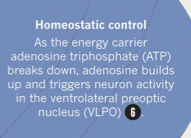 Homeostatic control
As the energy carrier
adenosine triphosphate (ATP)
breaks down, adenosine builds
up and triggers neuron activity
in the ventrolateral preoptic
nucleus (VLPO) 6.